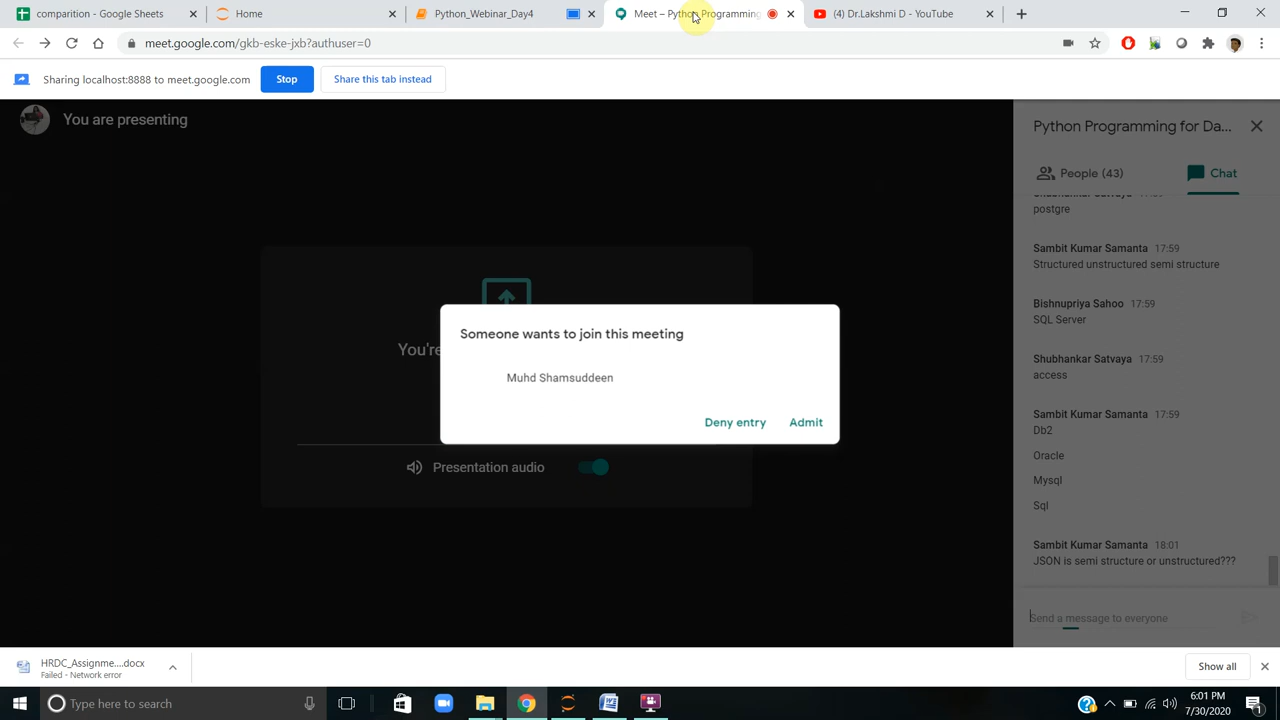 comparition - Google Sheets
Home
Python_Webinar_Day4
Meet – Python Programming
(4) Dr.Lakshmi D - YouTube
meet.google.com/gkb-eske-jxb?authuser=0
Sharing localhost:8888 to meet.google.com
Stop
Share this tab instead
You are presenting
Python Programming for Da...
People (43)
Chat
postgre
Sambit Kumar Samanta 17:59
Structured unstructured semi structure
Bishnupriya Sahoo 17:59
SQL Server
Shubhankar Satvaya 17:59
access
Sambit Kumar Samanta 17:59
Db2
Oracle
Mysql
Sql
Sambit Kumar Samanta 18:01
JSON is semi structure or unstructured???
Send a message to everyone
You're
Someone wants to join this meeting
Muhd Shamsuddeen
Deny entry
Admit
Presentation audio
HRDC_Assignme....docx
Failed - Network error
Show all
Type here to search
6:01 PM
7/30/2020